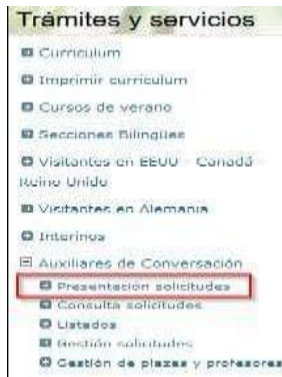 Trámites y servicios
Curriculum
Imprimir curriculum
Cursos de verano
Secciones Bilingües
Visitantes en EEUU - Canadá -
Reino Unido
Visitantes en Alemania
Interinos
Auxiliares de Conversación
Presentación solicitudes
Consulta solicitudes
Listados
Gestión solicitudes
Gestión de plazas y profesores